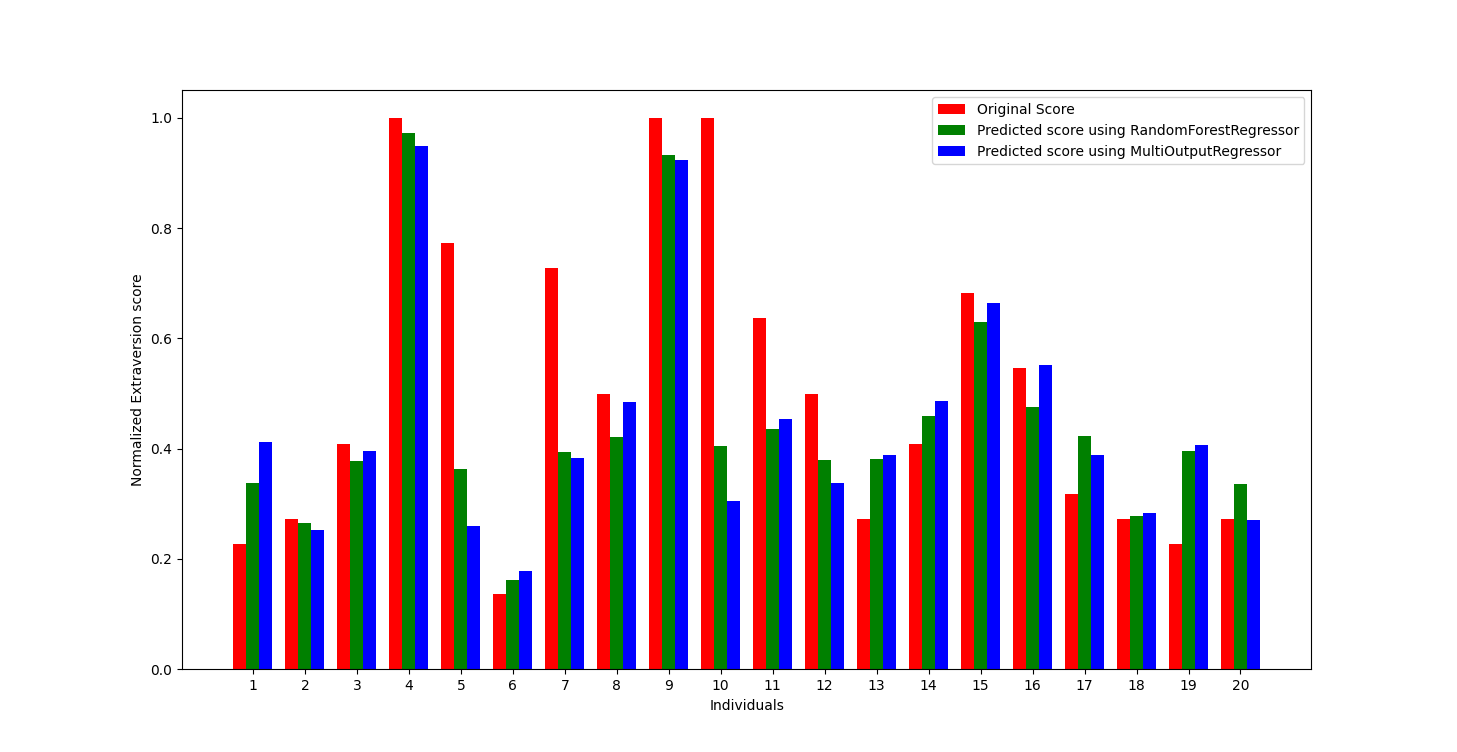 Original Score
Predicted score using RandomForestRegressor
Predicted score using MultiOutputRegressor
Normalized Extraversion score
1.0
0.8
0.6
0.4
0.2
0.0
1 2 3 4 5 6 7 8 9 10 11 12 13 14 15 16 17 18 19 20
Individuals